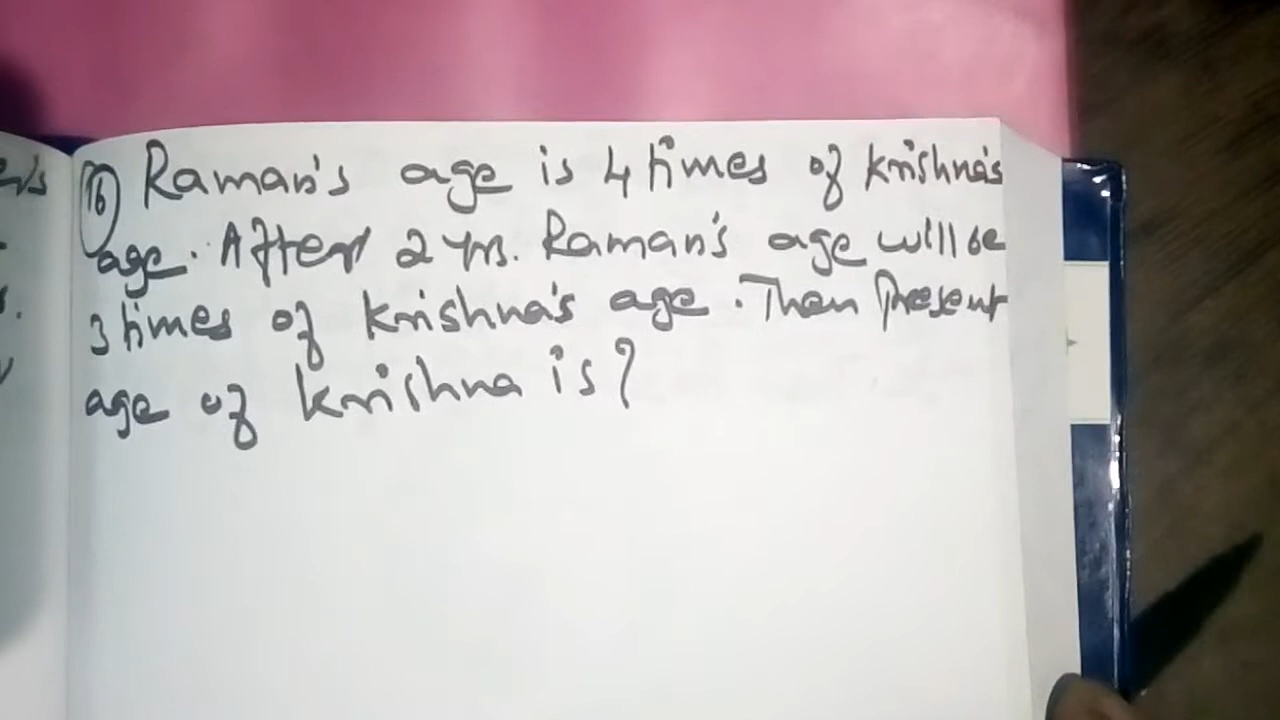 16) Raman's age is 4 times of Krishna's
age. After 2 yrs. Raman's age will be
3 times of Krishna's age. Then Present
age of Krishna is?